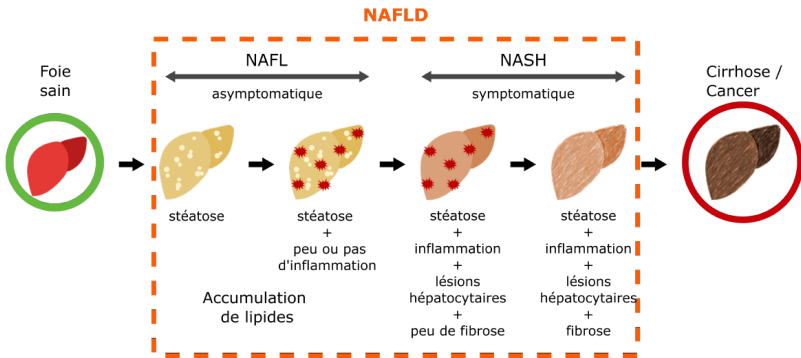 NAFLD
Foie
sain
NAFL
asymptomatique
NASH
symptomatique
Cirrhose /
Cancer
stéatose
stéatose
+
peu ou pas
d'inflammation
Accumulation
de lipides
stéatose
+
inflammation
+
lésions
hépatocytaires
+
peu de fibrose
stéatose
+
inflammation
+
lésions
hépatocytaires
+
fibrose